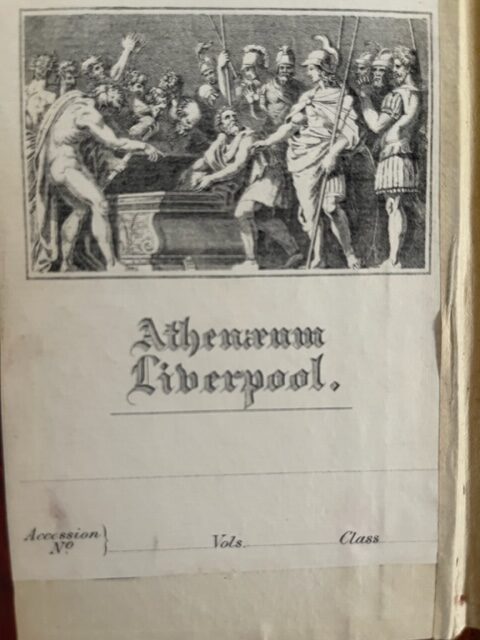 Athenæum
Liverpool.
Accession
Nº
Vols.
Class